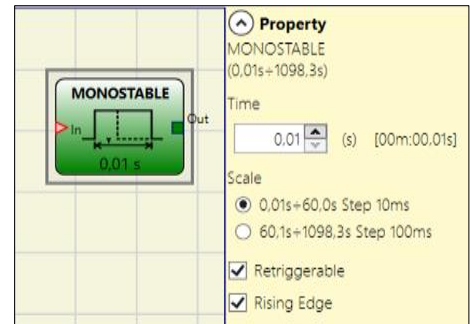 MONOSTABLE
In
Out
0,01 s
Property
MONOSTABLE
(0,01s÷1098,3s)
Time
0.01 (s) [00m:00.01s]
Scale
0,01s÷60,0s Step 10ms
60,1s÷1098,3s Step 100ms
Retriggerable
Rising Edge